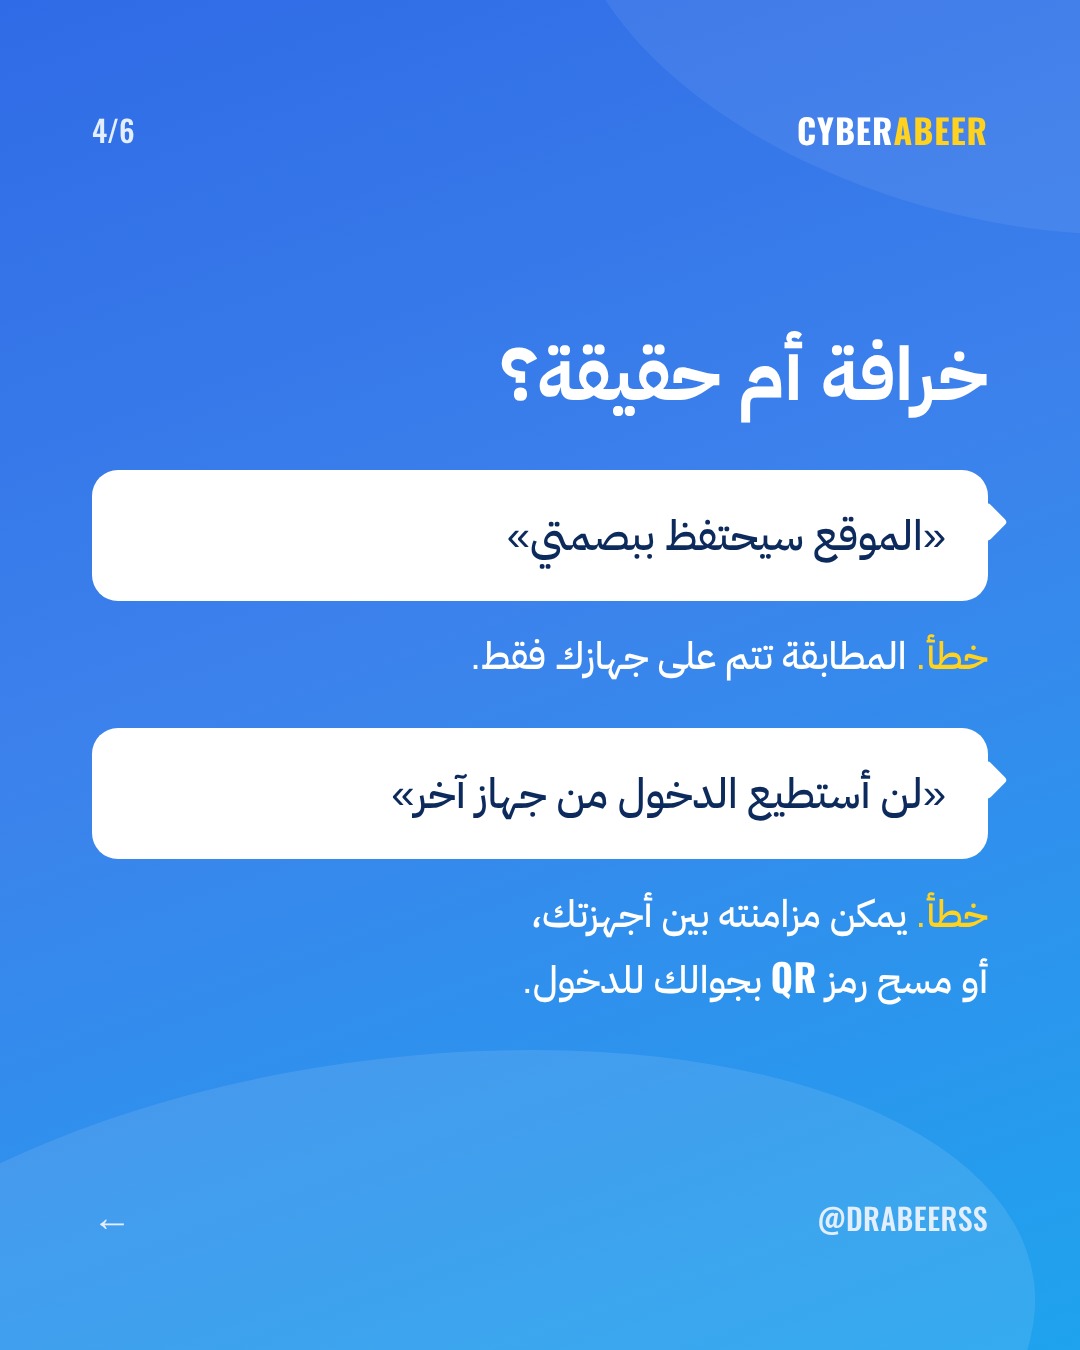 4/6
CYBERABEER
خرافة أم حقيقة؟
«الموقع سيحتفظ ببصمتي»
خطأ. المطابقة تتم على جهازك فقط.
«لن أستطيع الدخول من جهاز آخر»
خطأ. يمكن مزامنته بين أجهزتك،
أو مسح رمز QR بجوالك للدخول.
←
@DRABEERSS